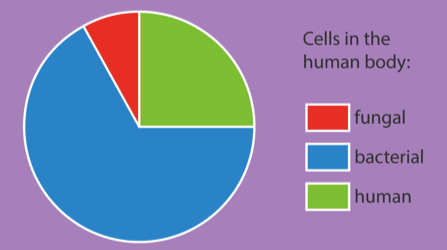 Cells in the
human body:
fungal
bacterial
human